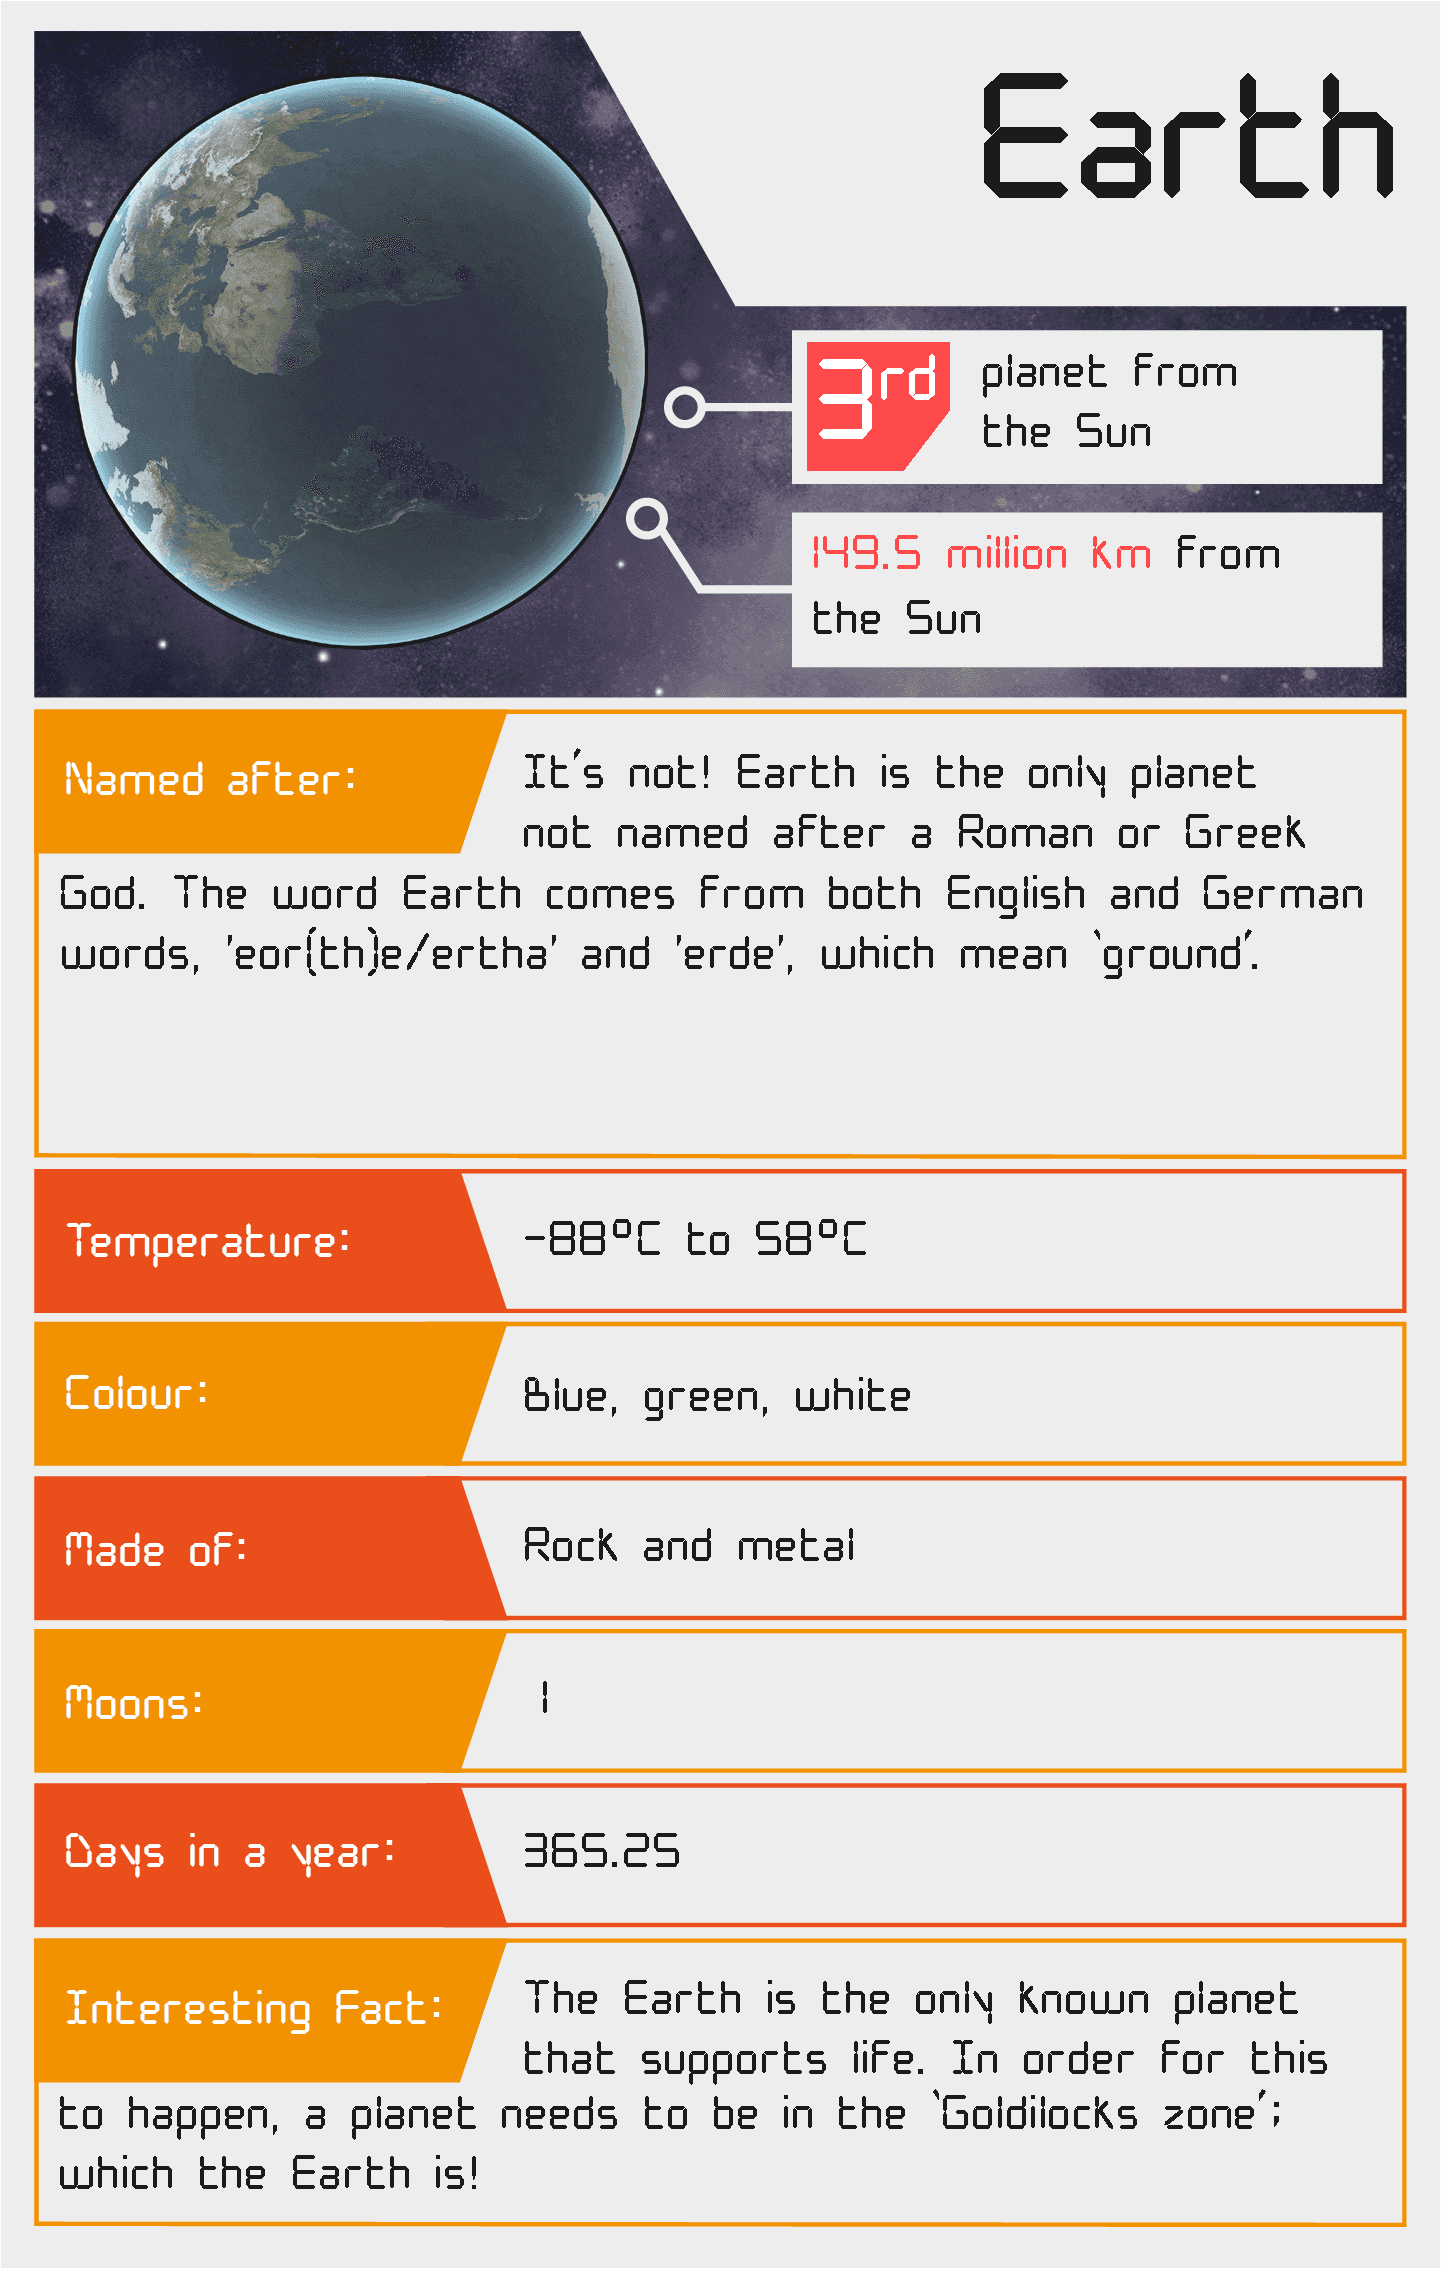 Earth
3rd planet from
the Sun
149.5 million km from
the Sun
Named after:
It's not! Earth is the only planet
not named after a Roman or Greek
God. The word Earth comes from both English and German
words, 'eor(th)e/ertha' and 'erde', which mean 'ground'.
Temperature:
-88ºC to 58ºC
Colour:
Blue, green, white
Made of:
Rock and metal
Moons:
1
Days in a year:
365.25
Interesting Fact:
The Earth is the only known planet
that supports life. In order for this
to happen, a planet needs to be in the 'Goldilocks zone';
which the Earth is!